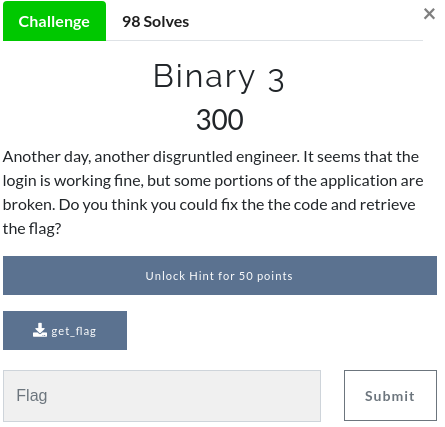 Challenge 98 Solves ×
Binary 3
300
Another day, another disgruntled engineer. It seems that the
login is working fine, but some portions of the application are
broken. Do you think you could fix the the code and retrieve
the flag?
Unlock Hint for 50 points
get_flag
Flag Submit